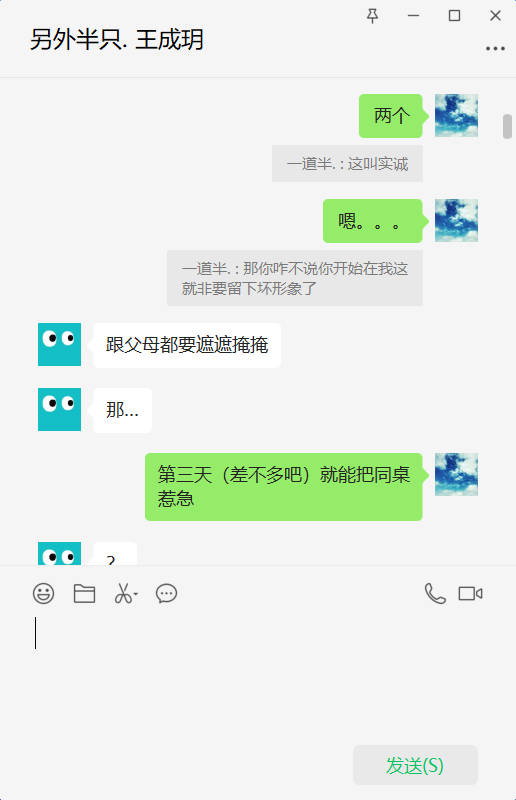 另外半只. 王成玥
两个
一道半. : 这叫实诚
嗯。。。
一道半. : 那你咋不说你开始在我这
就非要留下坏形象了
跟父母都要遮遮掩掩
那...
第三天（差不多吧）就能把同桌
惹急
?
发送(S)